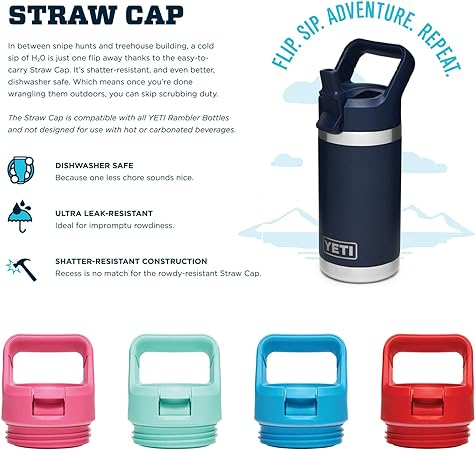 STRAW CAP
In between snipe hunts and treehouse building, a cold
sip of H₂0 is just one flip away thanks to the easy-to-
carry Straw Cap. It's shatter-resistant, and even better,
dishwasher safe. Which means once you're done
wrangling them outdoors, you can skip scrubbing duty.
The Straw Cap is compatible with all YETI Rambler Bottles
and not designed for use with hot or carbonated beverages.
DISHWASHER SAFE
Because one less chore sounds nice.
ULTRA LEAK-RESISTANT
Ideal for impromptu rowdiness.
SHATTER-RESISTANT CONSTRUCTION
Recess is no match for the rowdy-resistant Straw Cap.
FLIP. SIP. ADVENTURE. REPEAT.
YETI